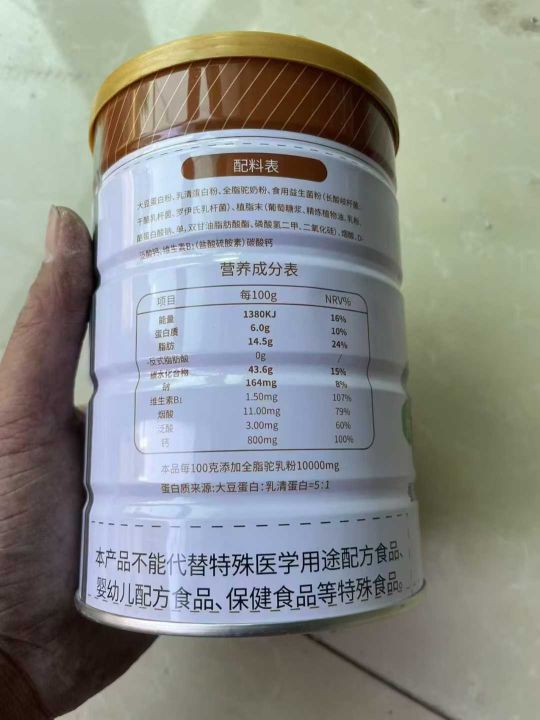 配料表
大豆蛋白粉、乳清蛋白粉、全脂驼奶粉、食用益生菌粉(长酸岐杆菌、
干酪乳杆菌、罗伊氏乳杆菌)、植脂末(葡萄糖浆、精炼植物油、乳粉、
酪蛋白酸钠、单,双甘油脂肪酸酯、磷酸氢二甲、二氧化硅)、烟酸、D-
泛酸钙、维生素B₁(盐酸硫胺素)碳酸钙
营养成分表
项目 每100g NRV%
能量 1380KJ 16%
蛋白质 6.0g 10%
脂肪 14.5g 24%
-反式脂肪酸 0g /
碳水化合物 43.6g 15%
钠 164mg 8%
维生素B₁ 1.50mg 107%
烟酸 11.00mg 79%
泛酸 3.00mg 60%
钙 800mg 100%
本品每100克添加全脂驼乳粉10000mg
蛋白质来源:大豆蛋白:乳清蛋白=5:1
本产品不能代替特殊医学用途配方食品、
婴幼儿配方食品、保健食品等特殊食品。